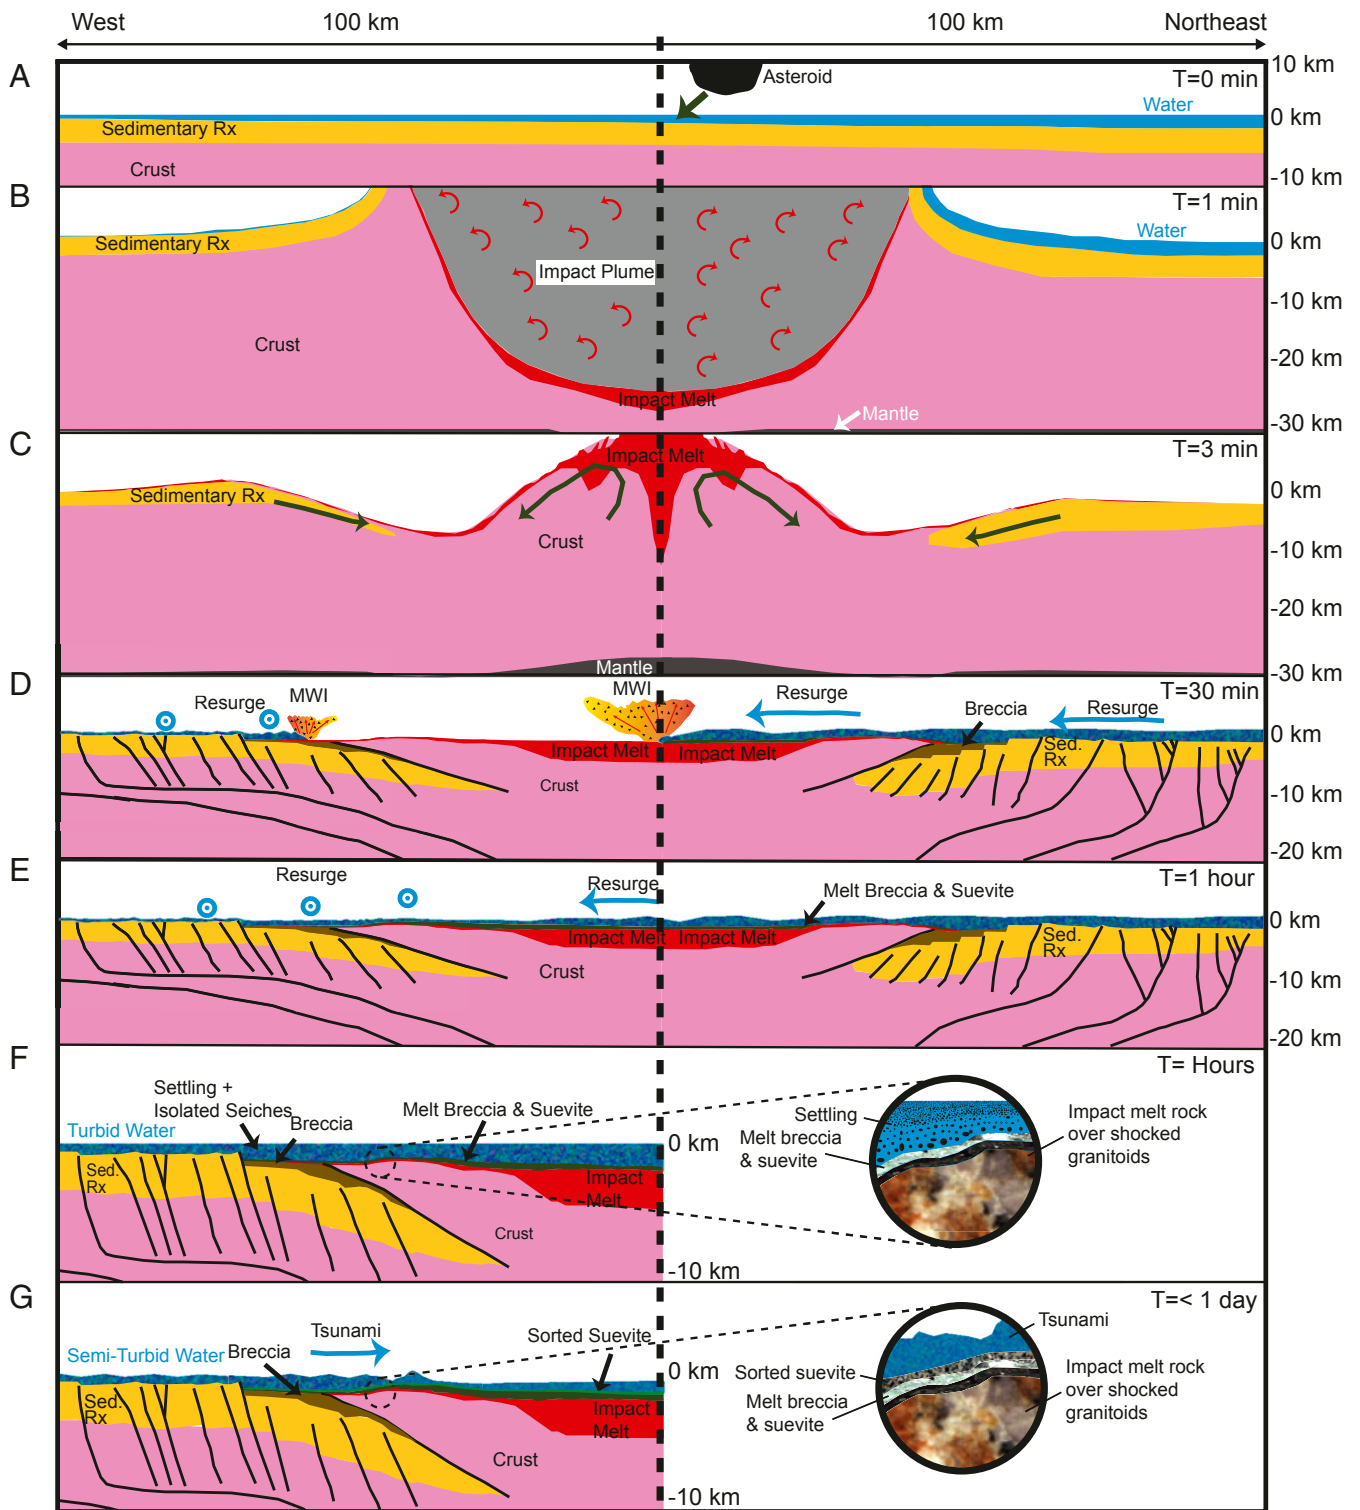 West 100 km 100 km Northeast
A
Asteroid
T=0 min
10 km
Water
0 km
Sedimentary Rx
Crust
-10 km
B
T=1 min
Water
0 km
Sedimentary Rx
Impact Plume
-10 km
Crust
-20 km
Impact Melt
Mantle
-30 km
C
T=3 min
Impact Melt
Sedimentary Rx
0 km
Crust
-10 km
-20 km
Mantle
-30 km
D
T=30 min
Resurge
MWI
MWI
Resurge
Breccia
Resurge
0 km
Impact Melt
Impact Melt
Sed.
Rx
Crust
-10 km
-20 km
E
T=1 hour
Resurge
Resurge
Melt Breccia & Suevite
0 km
Impact Melt
Impact Melt
Sed.
Rx
Crust
-10 km
-20 km
F
T= Hours
Settling +
Isolated Seiches
Turbid Water
Breccia
Melt Breccia & Suevite
0 km
Sed.
Rx
Impact
Melt
Crust
-10 km
Settling
Melt breccia
& suevite
Impact melt rock
over shocked
granitoids
G
T=< 1 day
Tsunami
Semi-Turbid Water
Breccia
Sorted Suevite
0 km
Sed.
Rx
Impact
Melt
Crust
-10 km
Tsunami
Sorted suevite
Melt breccia
& suevite
Impact melt rock
over shocked
granitoids